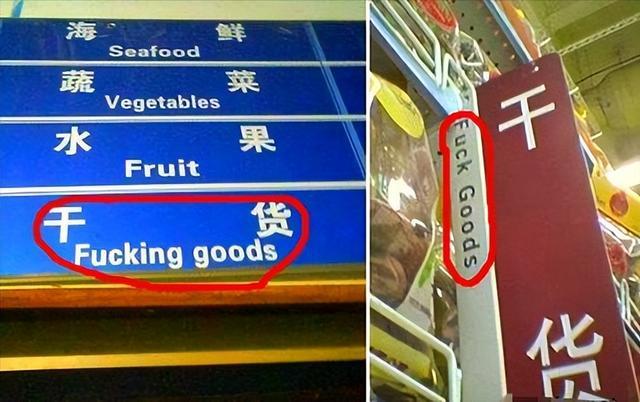 海 鲜
Seafood
蔬 菜
Vegetables
水 果
Fruit
干 货
Fucking goods
干货
Fuck Goods